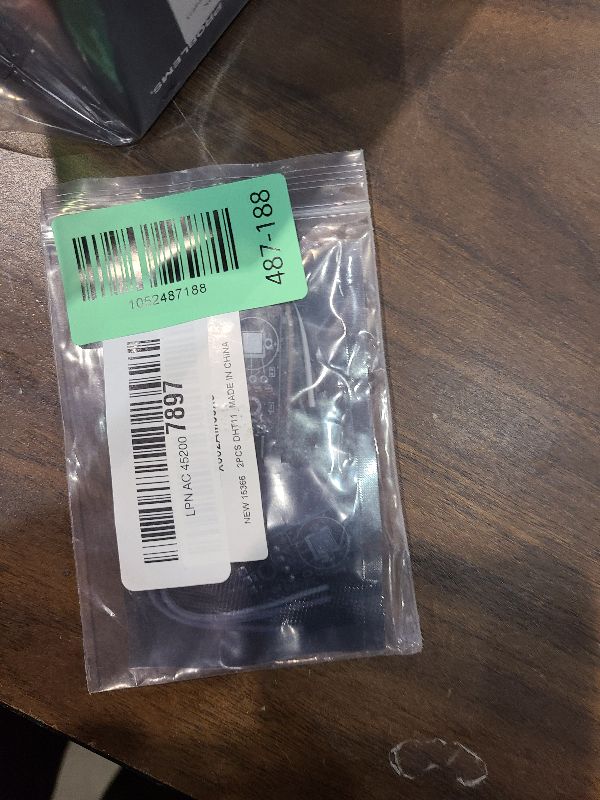 1052487188
487-188
LPN AC 45200 7897
NEW 15366 2PCS DHT11 MADE IN CHINA